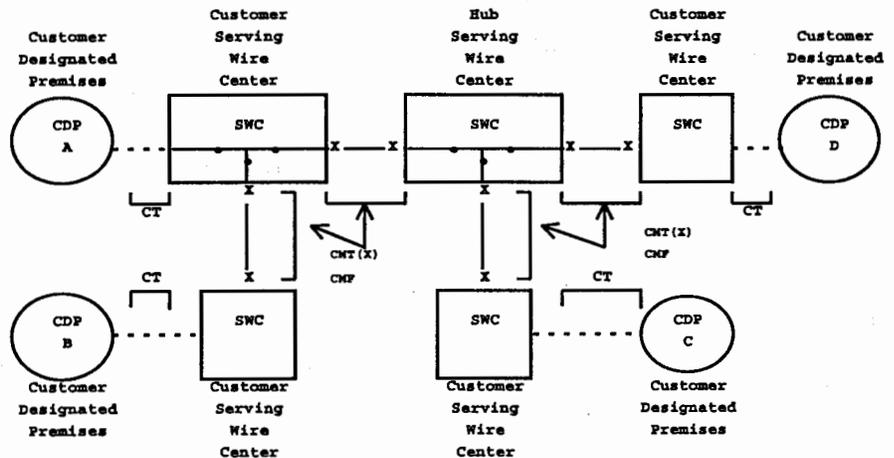 Customer
Serving
Wire
Center
Hub
Serving
Wire
Center
Customer
Serving
Wire
Center
Customer
Designated
Premises
Customer
Designated
Premises
CDP
A
SWC
SWC
SWC
CDP
D
X
X
X
X
X
X
CT
CT
CMT(X)
CMF
CMT(X)
CMF
X
X
CT
CT
CDP
B
SWC
SWC
CDP
C
Customer
Designated
Premises
Customer
Serving
Wire
Center
Customer
Serving
Wire
Center
Customer
Designated
Premises